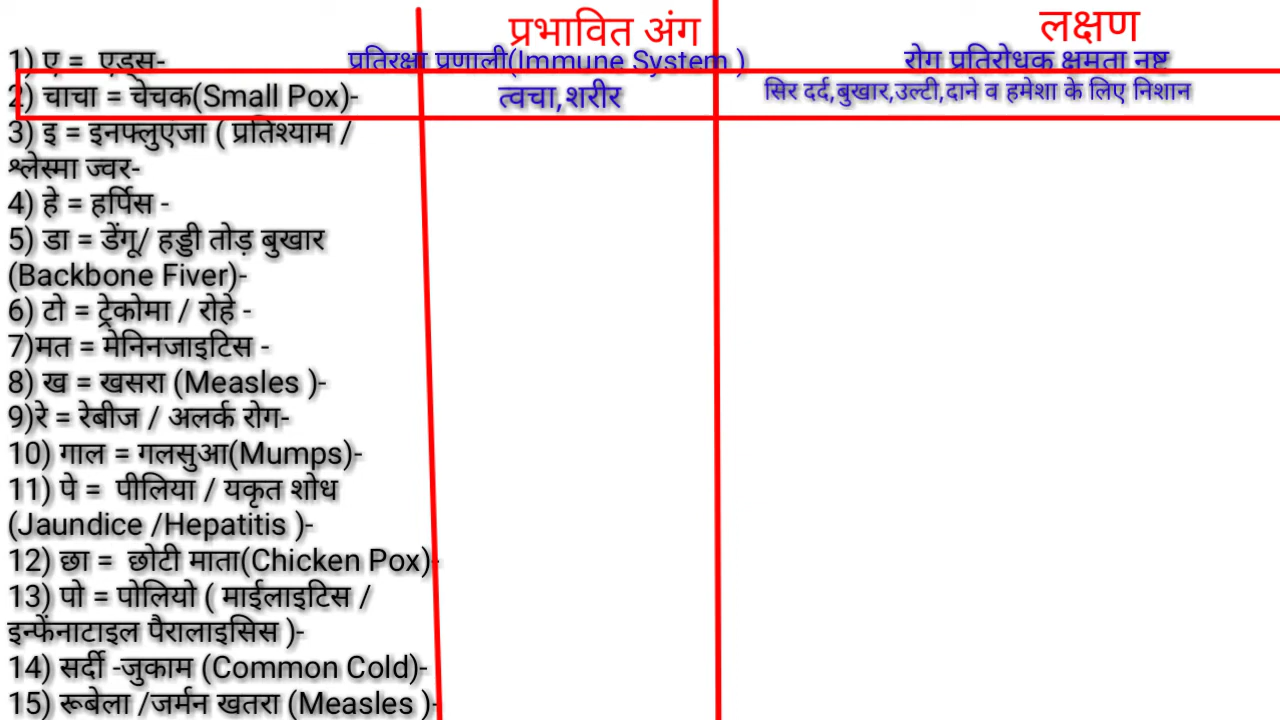 प्रभावित अंग लक्षण
1) ए = एड्स- प्रतिरक्षा प्रणाली(Immune System ) रोग प्रतिरोधक क्षमता नष्ट
2) चाचा = चेचक(Small Pox)- त्वचा,शरीर सिर दर्द,बुखार,उल्टी,दाने व हमेशा के लिए निशान
3) इ = इनफ्लुएंजा ( प्रतिश्याम /
श्लेस्मा ज्वर-
4) हे = हर्पिस -
5) डा = डेंगू/ हड्डी तोड़ बुखार
(Backbone Fiver)-
6) टो = ट्रेकोमा / रोहे -
7)मत = मेनिनजाइटिस -
8) ख = खसरा (Measles )-
9)रे = रेबीज / अलर्क रोग-
10) गाल = गलसुआ(Mumps)-
11) पे = पीलिया / यकृत शोध
(Jaundice /Hepatitis )-
12) छा = छोटी माता(Chicken Pox)-
13) पो = पोलियो ( माईलाइटिस /
इन्फेंनाटाइल पैरालाइसिस )-
14) सर्दी -जुकाम (Common Cold)-
15) रूबेला /जर्मन खतरा (Measles )-